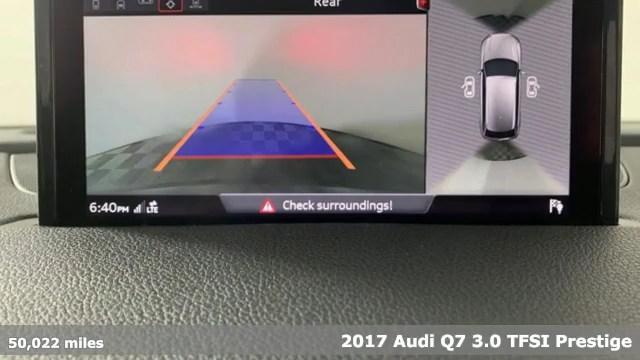 Rear
6:40PM LTE
Check surroundings!
50,022 miles
2017 Audi Q7 3.0 TFSI Prestige